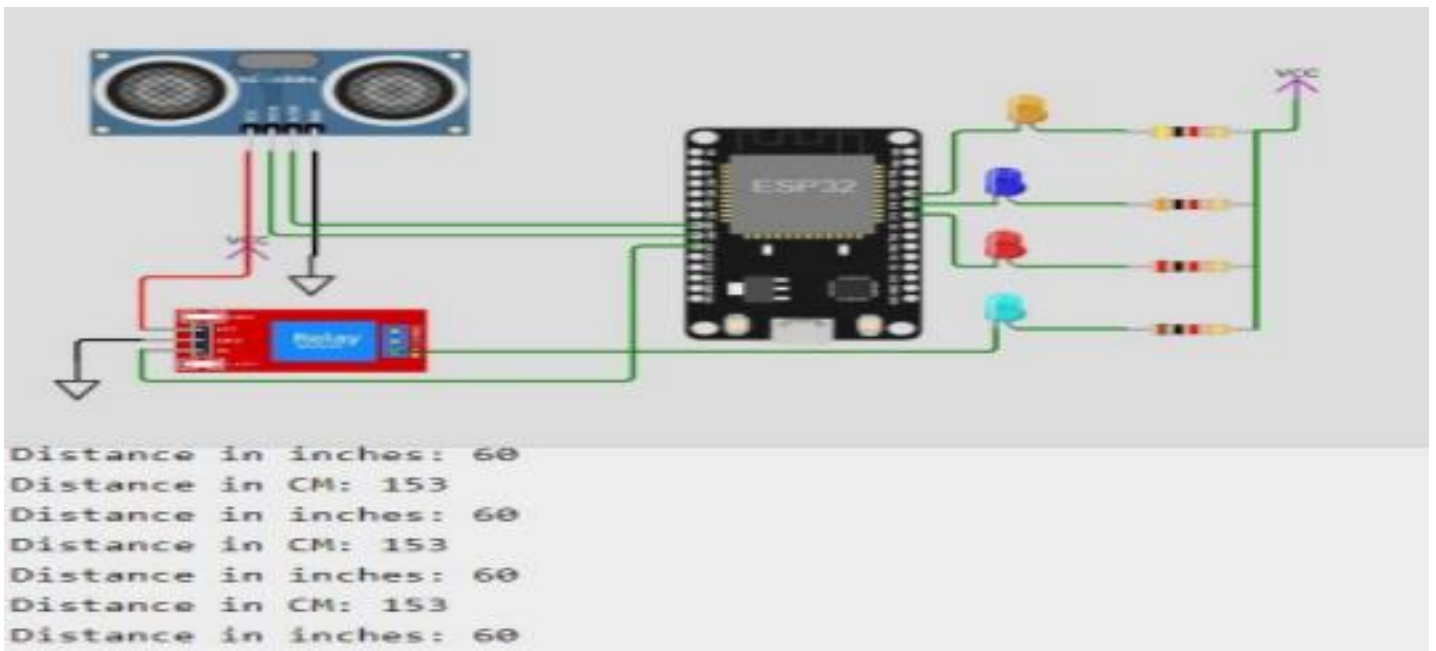 VCC
ESP32
VCC
Relay
Distance in inches: 60
Distance in CM: 153
Distance in inches: 60
Distance in CM: 153
Distance in inches: 60
Distance in CM: 153
Distance in inches: 60